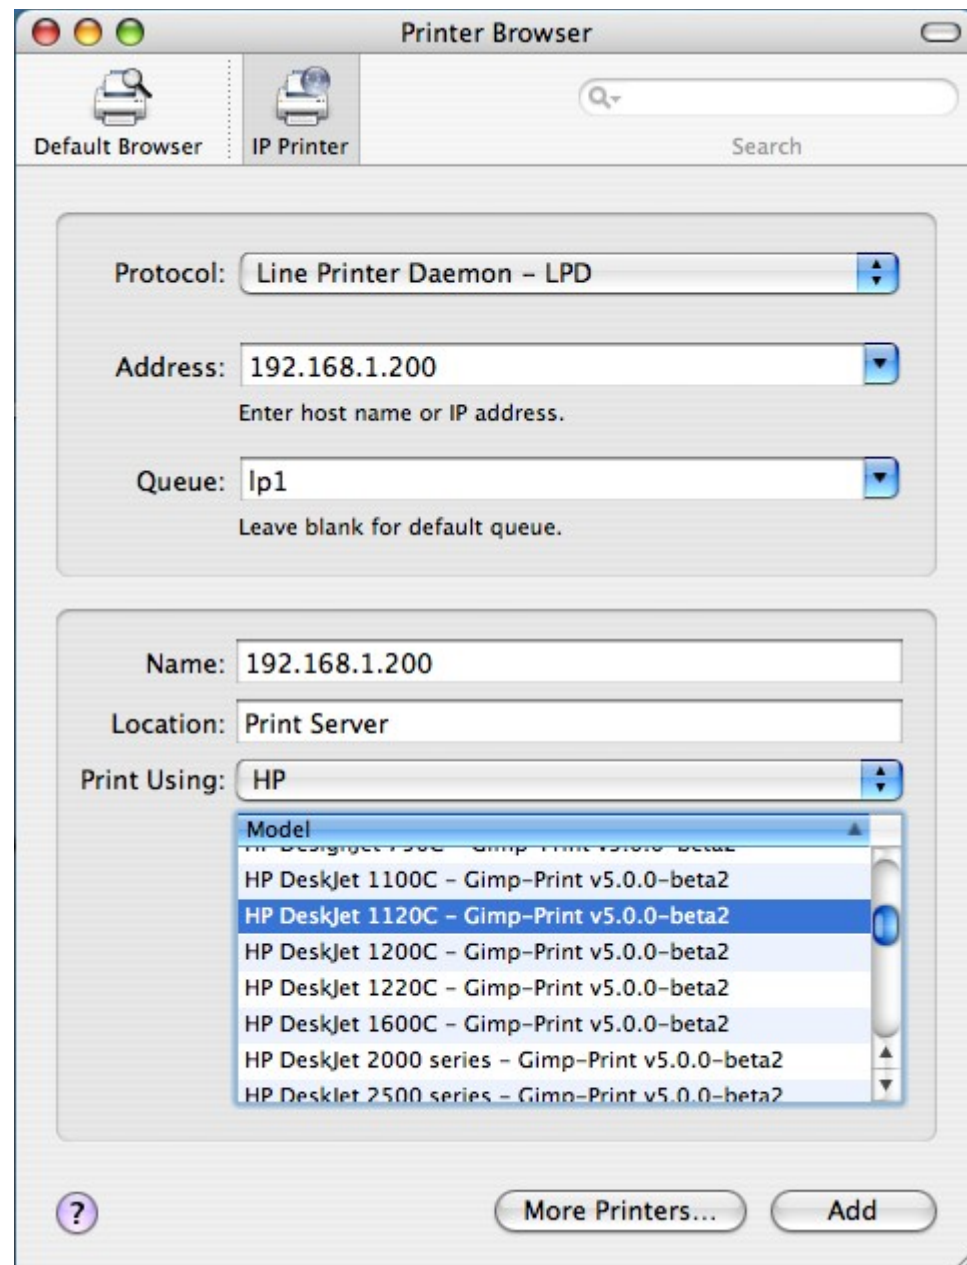 Printer Browser
Default Browser
IP Printer
Search
Protocol: Line Printer Daemon – LPD
Address: 192.168.1.200
Enter host name or IP address.
Queue: lp1
Leave blank for default queue.
Name: 192.168.1.200
Location: Print Server
Print Using: HP
Model
HP DeskJet 1100C – Gimp–Print v5.0.0–beta2
HP DeskJet 1120C – Gimp–Print v5.0.0–beta2
HP DeskJet 1200C – Gimp–Print v5.0.0–beta2
HP DeskJet 1220C – Gimp–Print v5.0.0–beta2
HP DeskJet 1600C – Gimp–Print v5.0.0–beta2
HP DeskJet 2000 series – Gimp–Print v5.0.0–beta2
HP DeskJet 2500 series – Gimp–Print v5.0.0–beta2
?
More Printers...
Add